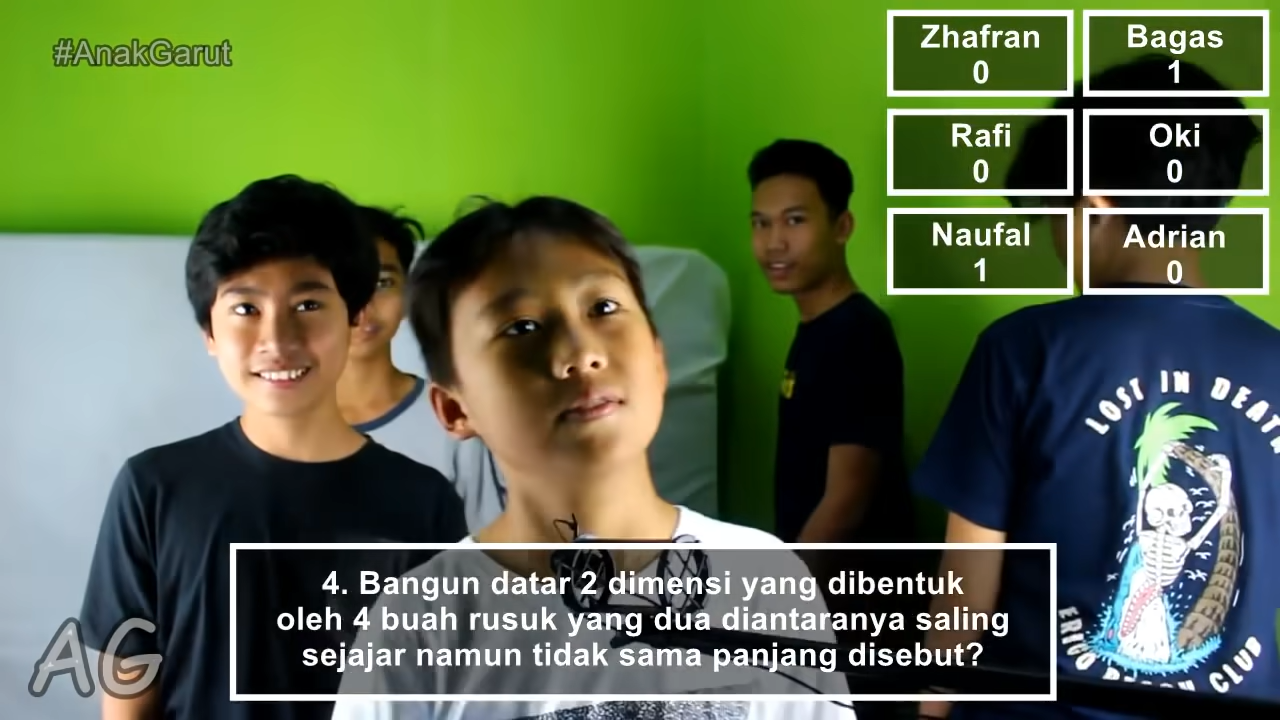 #AnakGarut
Zhafran
0
Bagas
1
Rafi
0
Oki
0
Naufal
1
Adrian
0
LOST IN DEATH
CLUB
4. Bangun datar 2 dimensi yang dibentuk
oleh 4 buah rusuk yang dua diantaranya saling
sejajar namun tidak sama panjang disebut?
AG